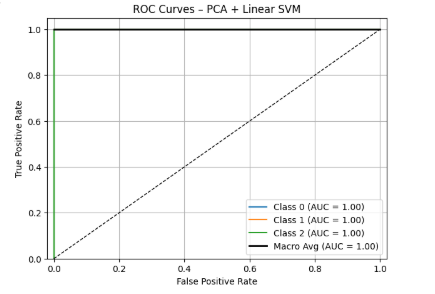 ROC Curves – PCA + Linear SVM
True Positive Rate
1.0
0.8
0.6
0.4
0.2
0.0
Class 0 (AUC = 1.00)
Class 1 (AUC = 1.00)
Class 2 (AUC = 1.00)
Macro Avg (AUC = 1.00)
0.0 0.2 0.4 0.6 0.8 1.0
False Positive Rate